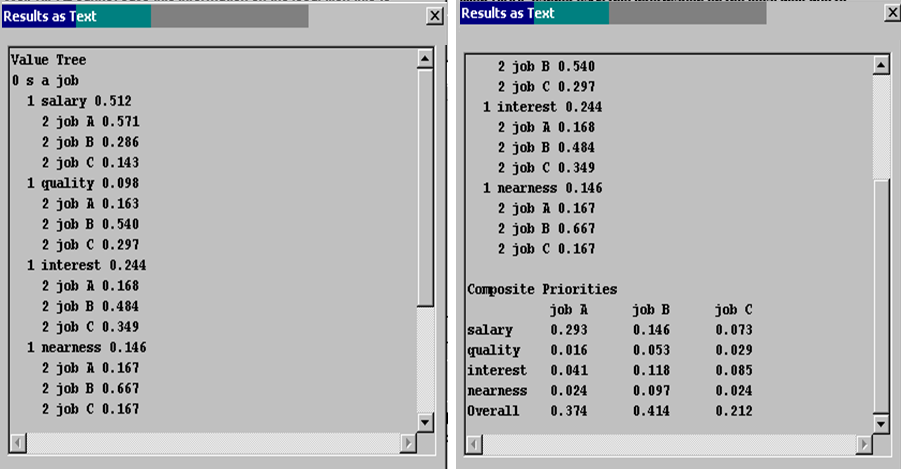 Results as Text
Value Tree
0 s a job
1 salary 0.512
2 job A 0.571
2 job B 0.286
2 job C 0.143
1 quality 0.098
2 job A 0.163
2 job B 0.540
2 job C 0.297
1 interest 0.244
2 job A 0.168
2 job B 0.484
2 job C 0.349
1 nearness 0.146
2 job A 0.167
2 job B 0.667
2 job C 0.167
Results as Text
2 job B 0.540
2 job C 0.297
1 interest 0.244
2 job A 0.168
2 job B 0.484
2 job C 0.349
1 nearness 0.146
2 job A 0.167
2 job B 0.667
2 job C 0.167
Composite Priorities
job A job B job C
salary 0.293 0.146 0.073
quality 0.016 0.053 0.029
interest 0.041 0.118 0.085
nearness 0.024 0.097 0.024
Overall 0.374 0.414 0.212